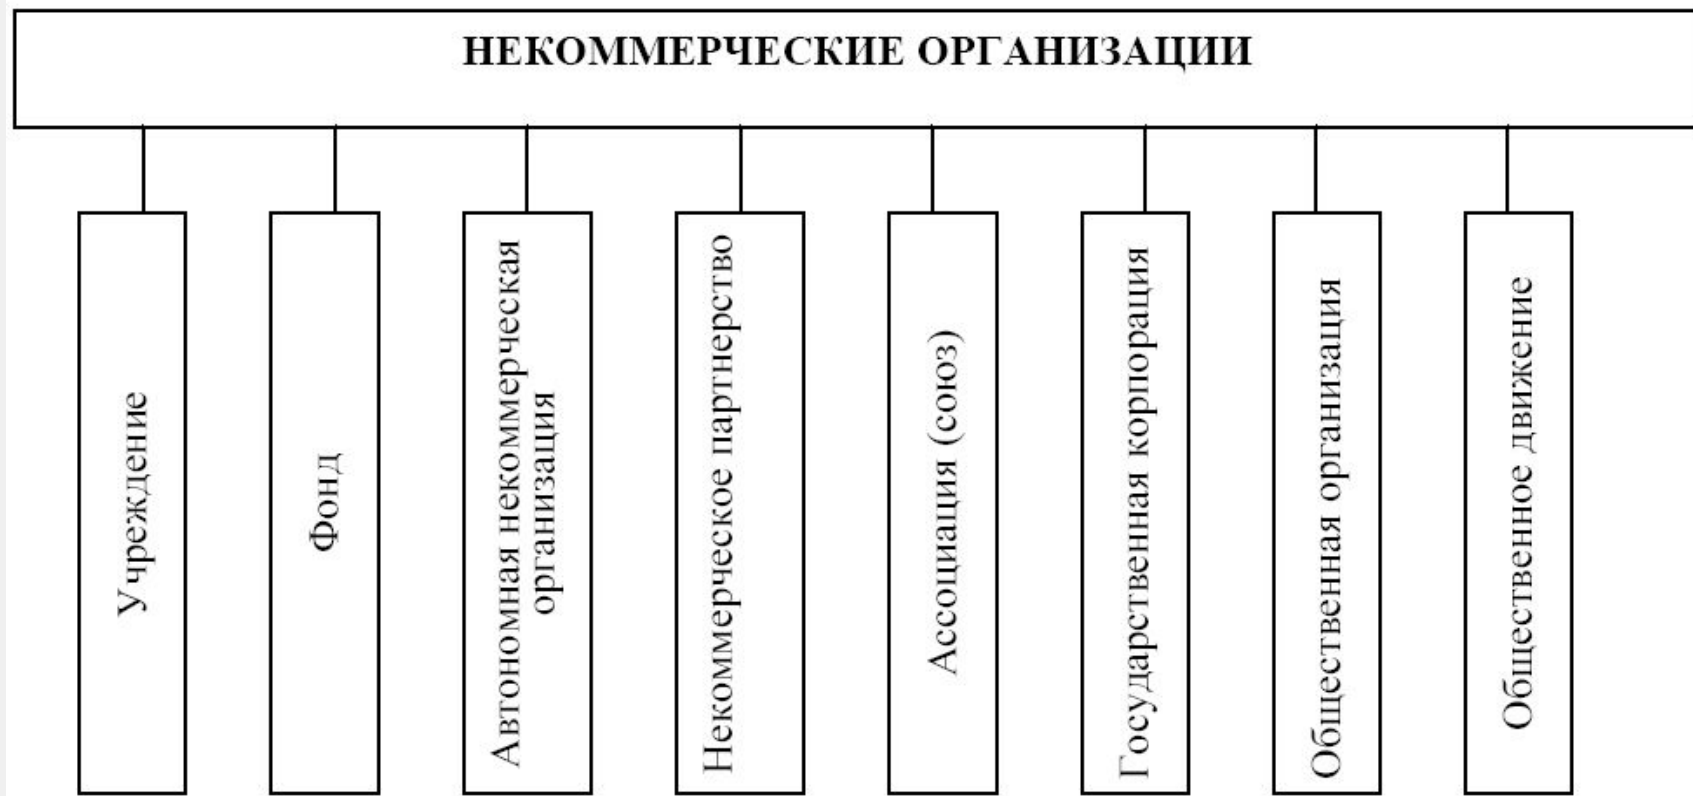 НЕКОММЕРЧЕСКИЕ ОРГАНИЗАЦИИ
Учреждение
Фонд
Автономная некоммерческая
организация
Некоммерческое партнерство
Ассоциация (союз)
Государственная корпорация
Общественная организация
Общественное движение